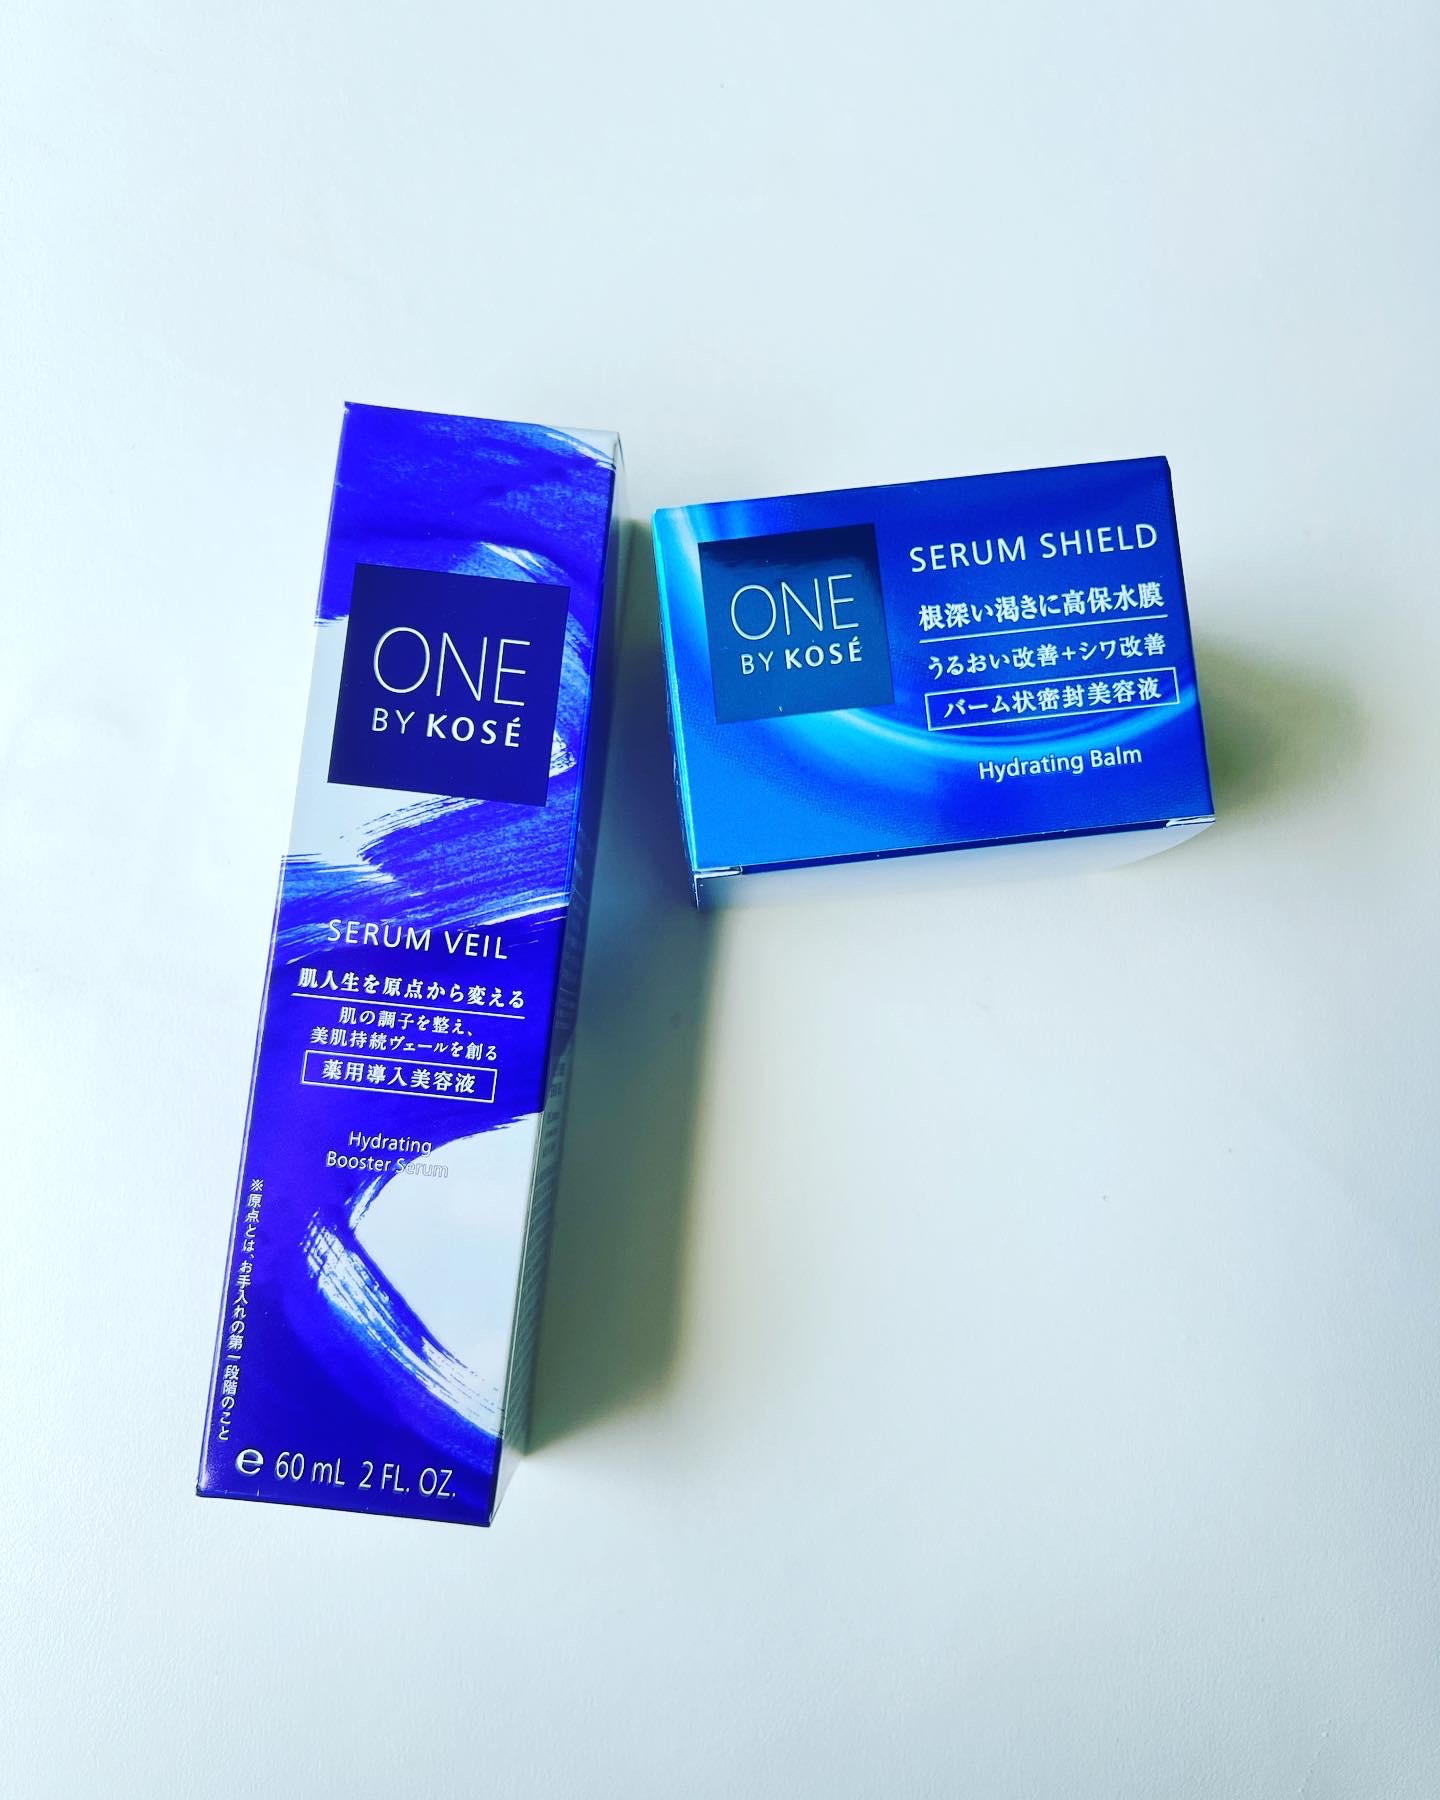 ONE
BY KOSÉ
SERUM VEIL
肌人生を原点から変える
肌の調子を整え、
美肌持続ヴェールを創る
薬用導入美容液
Hydrating
Booster Serum
※原点とは、お手入れの第一段階のこと
e 60 mL 2 FL. OZ.
ONE
BY KOSÉ
SERUM SHIELD
根深い渇きに高保水膜
うるおい改善+シワ改善
バーム状密封美容液
Hydrating Balm